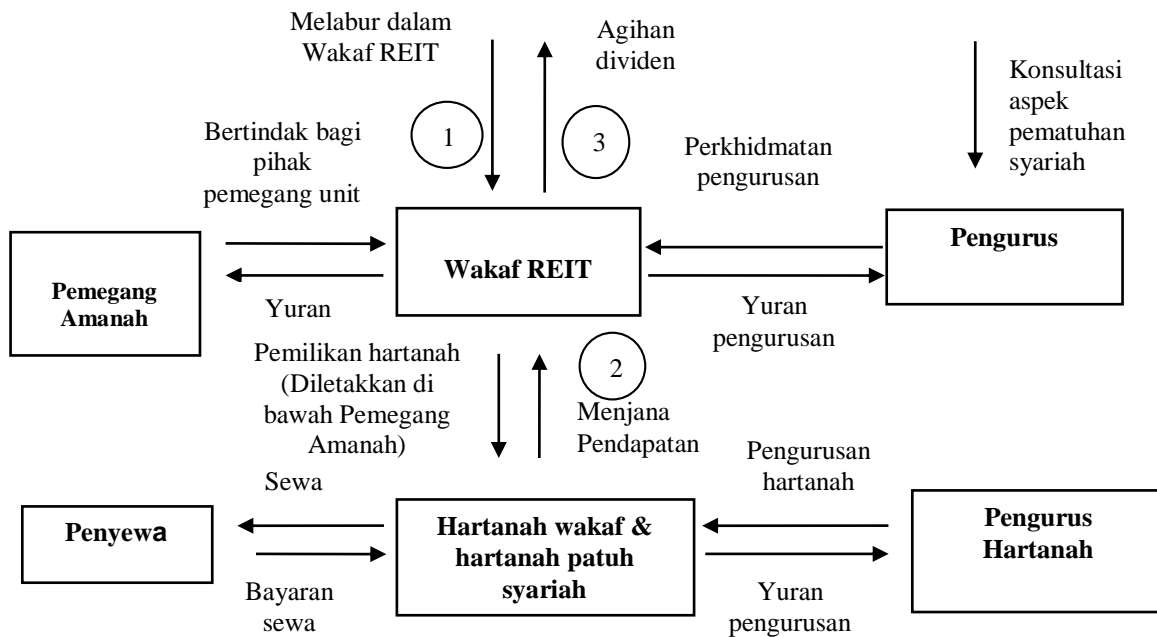 Melabur dalam
Wakaf REIT
Agihan
dividen
Konsultasi
aspek
pematuhan
syariah
1
3
Bertindak bagi
pihak
pemegang unit
Perkhidmatan
pengurusan
Pemegang
Amanah
Wakaf REIT
Pengurus
Yuran
Yuran
pengurusan
Pemilikan hartanah
(Diletakkan di
bawah Pemegang
Amanah)
2
Menjana
Pendapatan
Sewa
Pengurusan
hartanah
Penyewa
Hartanah wakaf &
hartanah patuh
syariah
Pengurus
Hartanah
Bayaran
sewa
Yuran
pengurusan